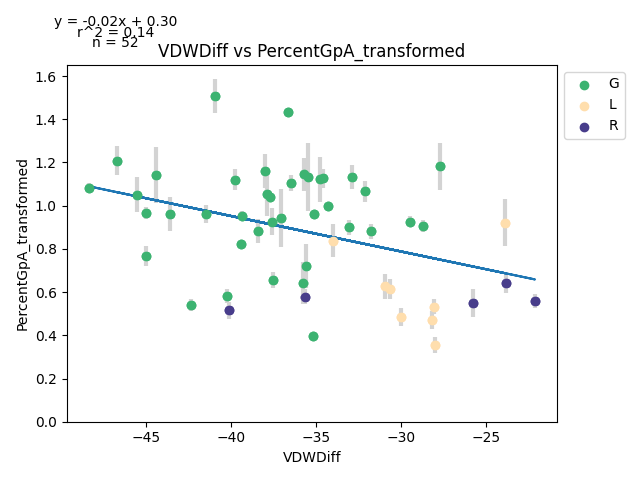 y = -0.02x + 0.30
r^2 = 0.14
n = 52
VDWDiff vs PercentGpA_transformed
1.6
1.4
1.2
1.0
0.8
0.6
0.4
0.2
0.0
PercentGpA_transformed
−45
−40
−35
−30
−25
VDWDiff
G
L
R